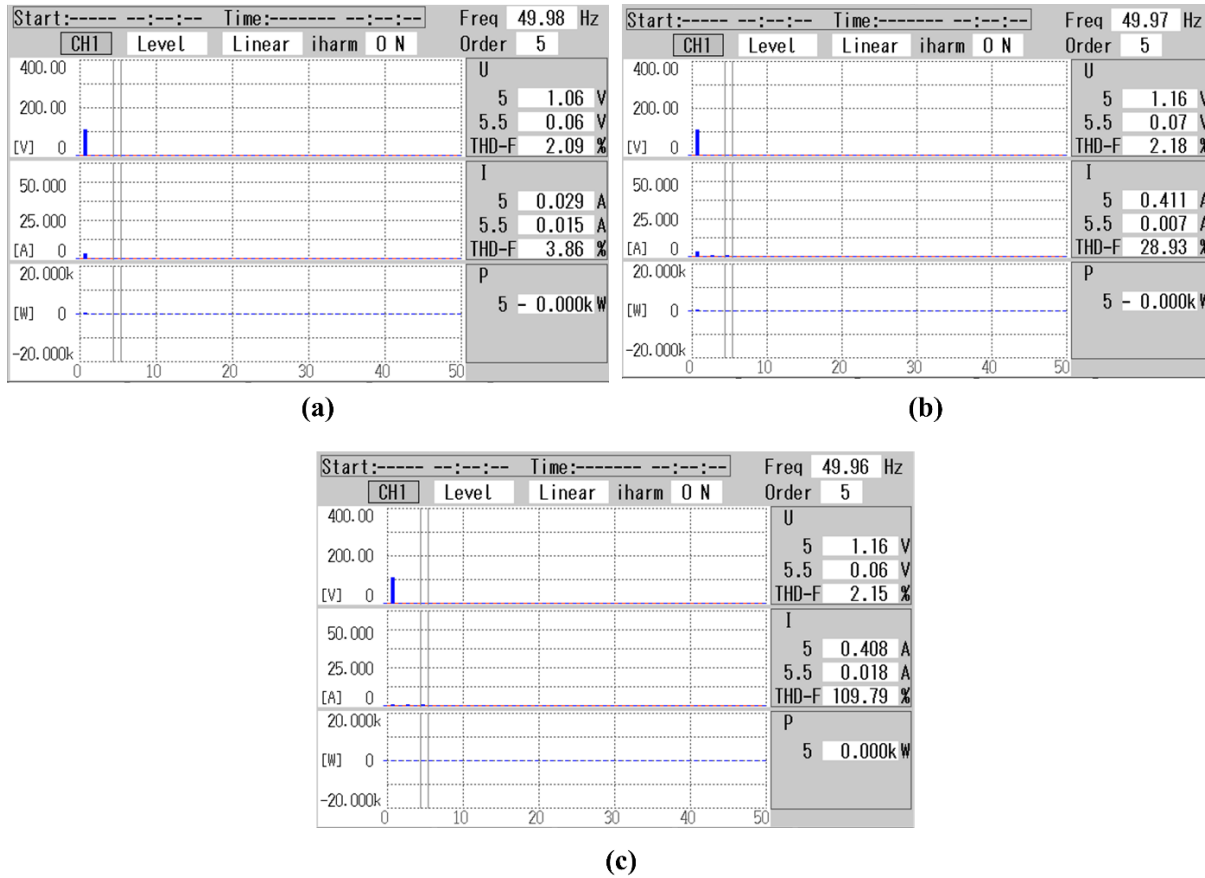 Start:----- --:--:-- Time:------- --:--:-- Freq 49.98 Hz
CH1 Level Linear iharm O N Order 5
400.00
200.00
[V] 0
U
5 1.06 V
5.5 0.06 V
THD-F 2.09 %
50.000
25.000
[A] 0
I
5 0.029 A
5.5 0.015 A
THD-F 3.86 %
20.000k
[W] 0
-20.000k
P
5 - 0.000k W
0 10 20 30 40 50
(a)
Start:----- --:--:-- Time:------- --:--:-- Freq 49.97 Hz
CH1 Level Linear iharm O N Order 5
400.00
200.00
[V] 0
U
5 1.16 V
5.5 0.07 V
THD-F 2.18 %
50.000
25.000
[A] 0
I
5 0.411 A
5.5 0.007 A
THD-F 28.93 %
20.000k
[W] 0
-20.000k
P
5 - 0.000k W
0 10 20 30 40 50
(b)
Start:----- --:--:-- Time:------- --:--:-- Freq 49.96 Hz
CH1 Level Linear iharm O N Order 5
400.00
200.00
[V] 0
U
5 1.16 V
5.5 0.06 V
THD-F 2.15 %
50.000
25.000
[A] 0
I
5 0.408 A
5.5 0.018 A
THD-F 109.79 %
20.000k
[W] 0
-20.000k
P
5 0.000k W
0 10 20 30 40 50
(c)